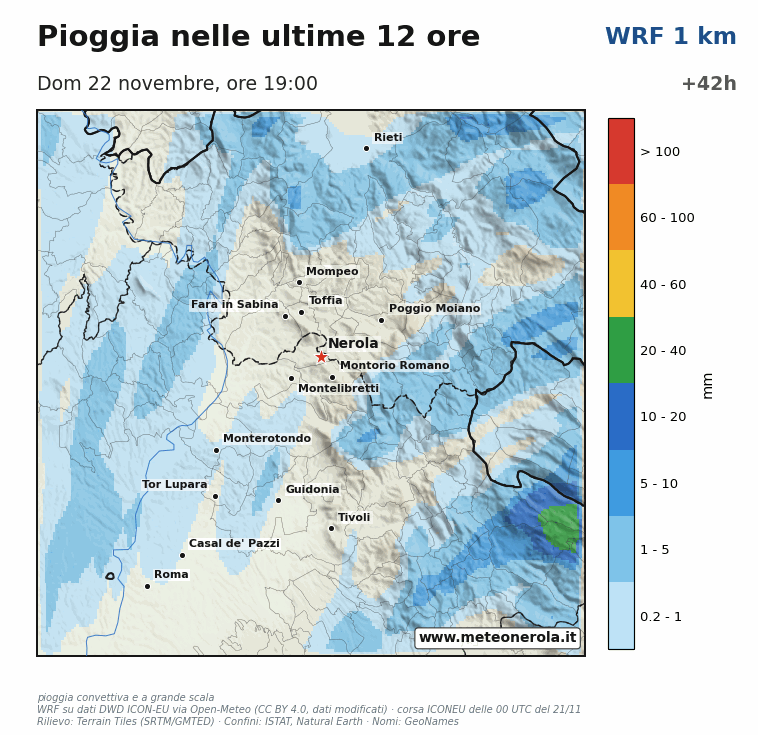 Pioggia nelle ultime 12 ore
WRF 1 km
Dom 22 novembre, ore 19:00
+42h
Rieti
Mompeo
Toffia
Fara in Sabina
Poggio Moiano
Nerola
Montorio Romano
Montelibretti
Monterotondo
Tor Lupara
Guidonia
Tivoli
Casal de' Pazzi
Roma
www.meteonerola.it
> 100
60 - 100
40 - 60
20 - 40
10 - 20
5 - 10
1 - 5
0.2 - 1
mm
pioggia convettiva e a grande scala
WRF su dati DWD ICON-EU via Open-Meteo (CC BY 4.0, dati modificati) · corsa ICONEU delle 00 UTC del 21/11
Rilievo: Terrain Tiles (SRTM/GMTED) · Confini: ISTAT, Natural Earth · Nomi: GeoNames